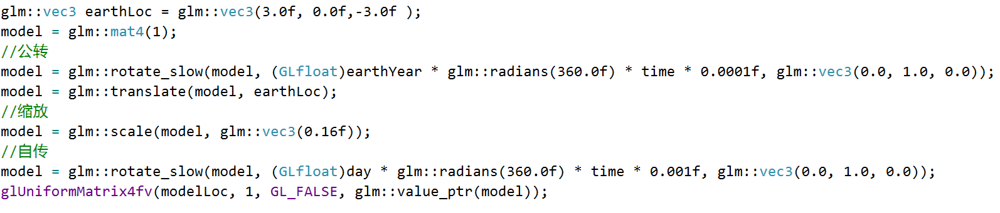 glm::vec3 earthLoc = glm::vec3(3.0f, 0.0f,-3.0f );
model = glm::mat4(1);
//公转
model = glm::rotate_slow(model, (GLfloat)earthYear * glm::radians(360.0f) * time * 0.0001f, glm::vec3(0.0, 1.0, 0.0));
model = glm::translate(model, earthLoc);
//缩放
model = glm::scale(model, glm::vec3(0.16f));
//自传
model = glm::rotate_slow(model, (GLfloat)day * glm::radians(360.0f) * time * 0.001f, glm::vec3(0.0, 1.0, 0.0));
glUniformMatrix4fv(modelLoc, 1, GL_FALSE, glm::value_ptr(model));